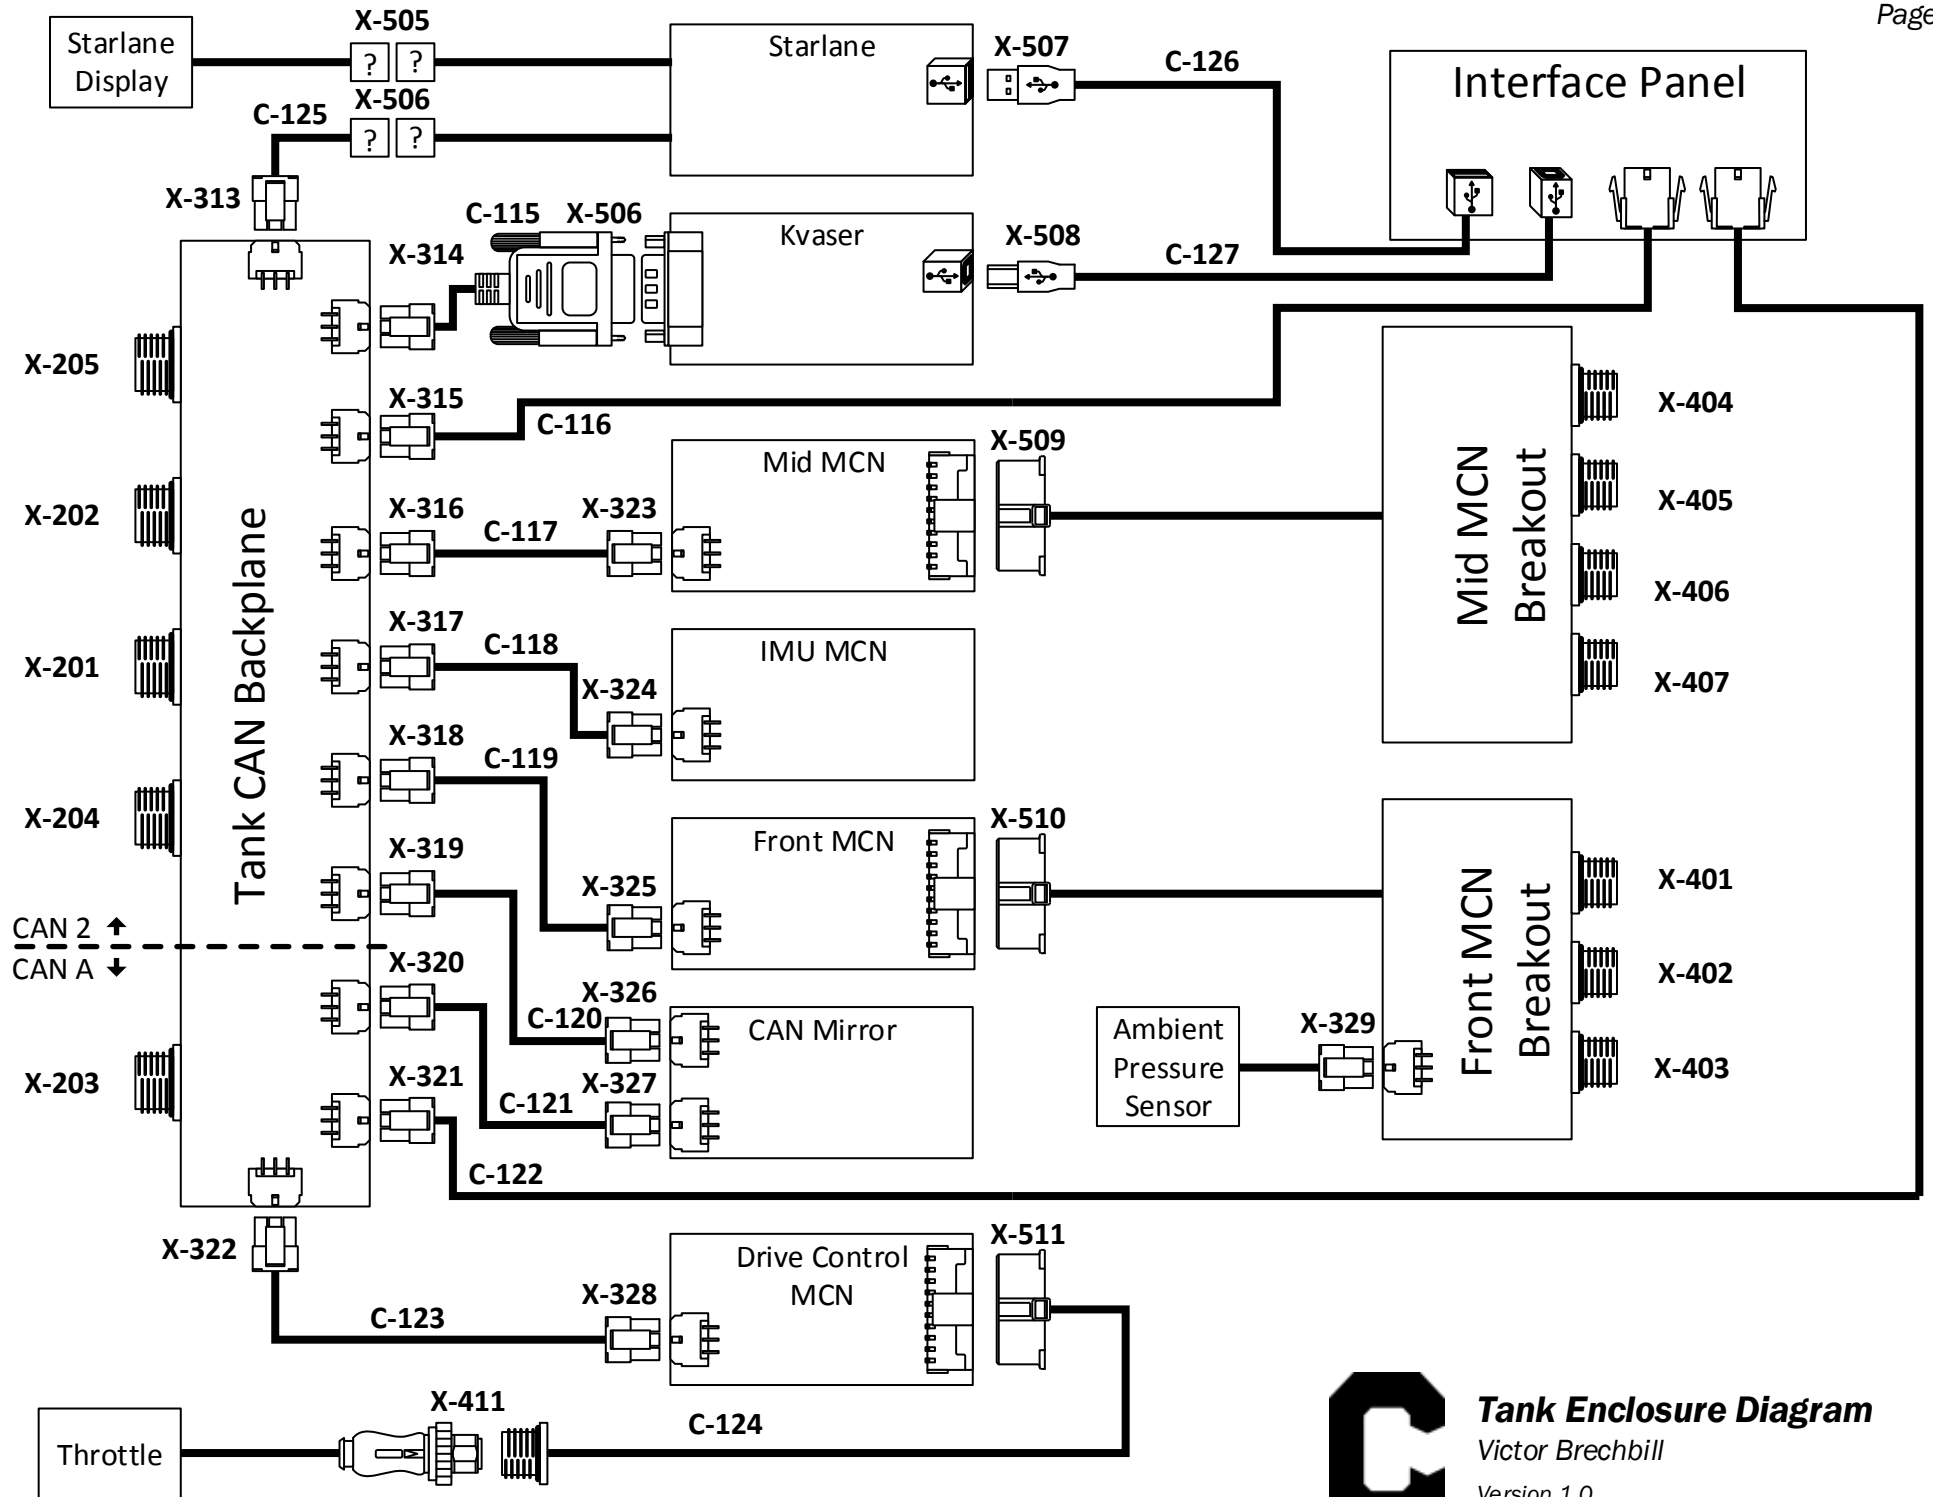 Page
X-505
Starlane
Display
?
?
Starlane
X-507
C-126
Interface Panel
X-506
C-125
?
?
X-313
C-115
X-506
Kvaser
X-508
C-127
X-314
X-205
X-315
C-116
X-404
X-509
Mid MCN
X-405
X-202
X-316
C-117
X-323
Mid MCN
Breakout
X-406
X-317
C-118
IMU MCN
X-201
X-324
X-407
Tank CAN Backplane
X-318
C-119
X-204
X-510
Front MCN
X-319
X-325
X-401
CAN 2
CAN A
X-320
X-326
C-120
CAN Mirror
X-402
Front MCN
Breakout
Ambient
Pressure
Sensor
X-329
X-403
X-203
X-321
X-327
C-121
C-122
X-322
X-511
Drive Control
MCN
X-328
C-123
X-411
C-124
Throttle
Tank Enclosure Diagram
Victor Brechbill
Version 1.0